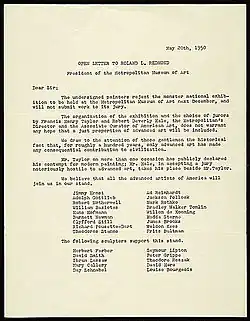 May 20th, 1950
OPEN LETTER TO ROLAND L. REDMOND
President of the Metropolitan Museum of Art
Dear Sir:
The undersigned painters reject the monster national exhibi-
tion to be held at the Metropolitan Museum of Art next December, and
will not submit work to its jury.
The organization of the exhibition and the choice of jurors
by Francis Henry Taylor and Robert Beverly Hale, the Metropolitan's
Director and the Associate Curator of American Art, does not warrant
any hope that a just proportion of advanced art will be included.
We draw to the attention of those gentlemen the historical
fact that, for roughly a hundred years, only advanced art has made
any consequential contribution to civilization.
Mr. Taylor on more than one occasion has publicly declared
his contempt for modern painting; Mr. Hale, in accepting a jury
notoriously hostile to advanced art, takes his place beside Mr. Taylor.
We believe that all the advanced artists of America will
join us in our stand.
Jimmy Ernst Ad Reinhardt
Adolph Gottlieb Jackson Pollock
Robert Motherwell Mark Rothko
William Baziotes Bradley Walker Tomlin
Hans Hofmann Willem de Kooning
Barnett Newman Hedda Sterne
Clyfford Still James Brooks
Richard Pousette-Dart Weldon Kees
Theodoros Stamos Fritz Bultman
The following sculptors support this stand.
Herbert Ferber Seymour Lipton
David Smith Peter Grippe
Ibram Lassaw Theodore Roszak
Mary Callery David Hare
Day Schnabel Louise Bourgeois